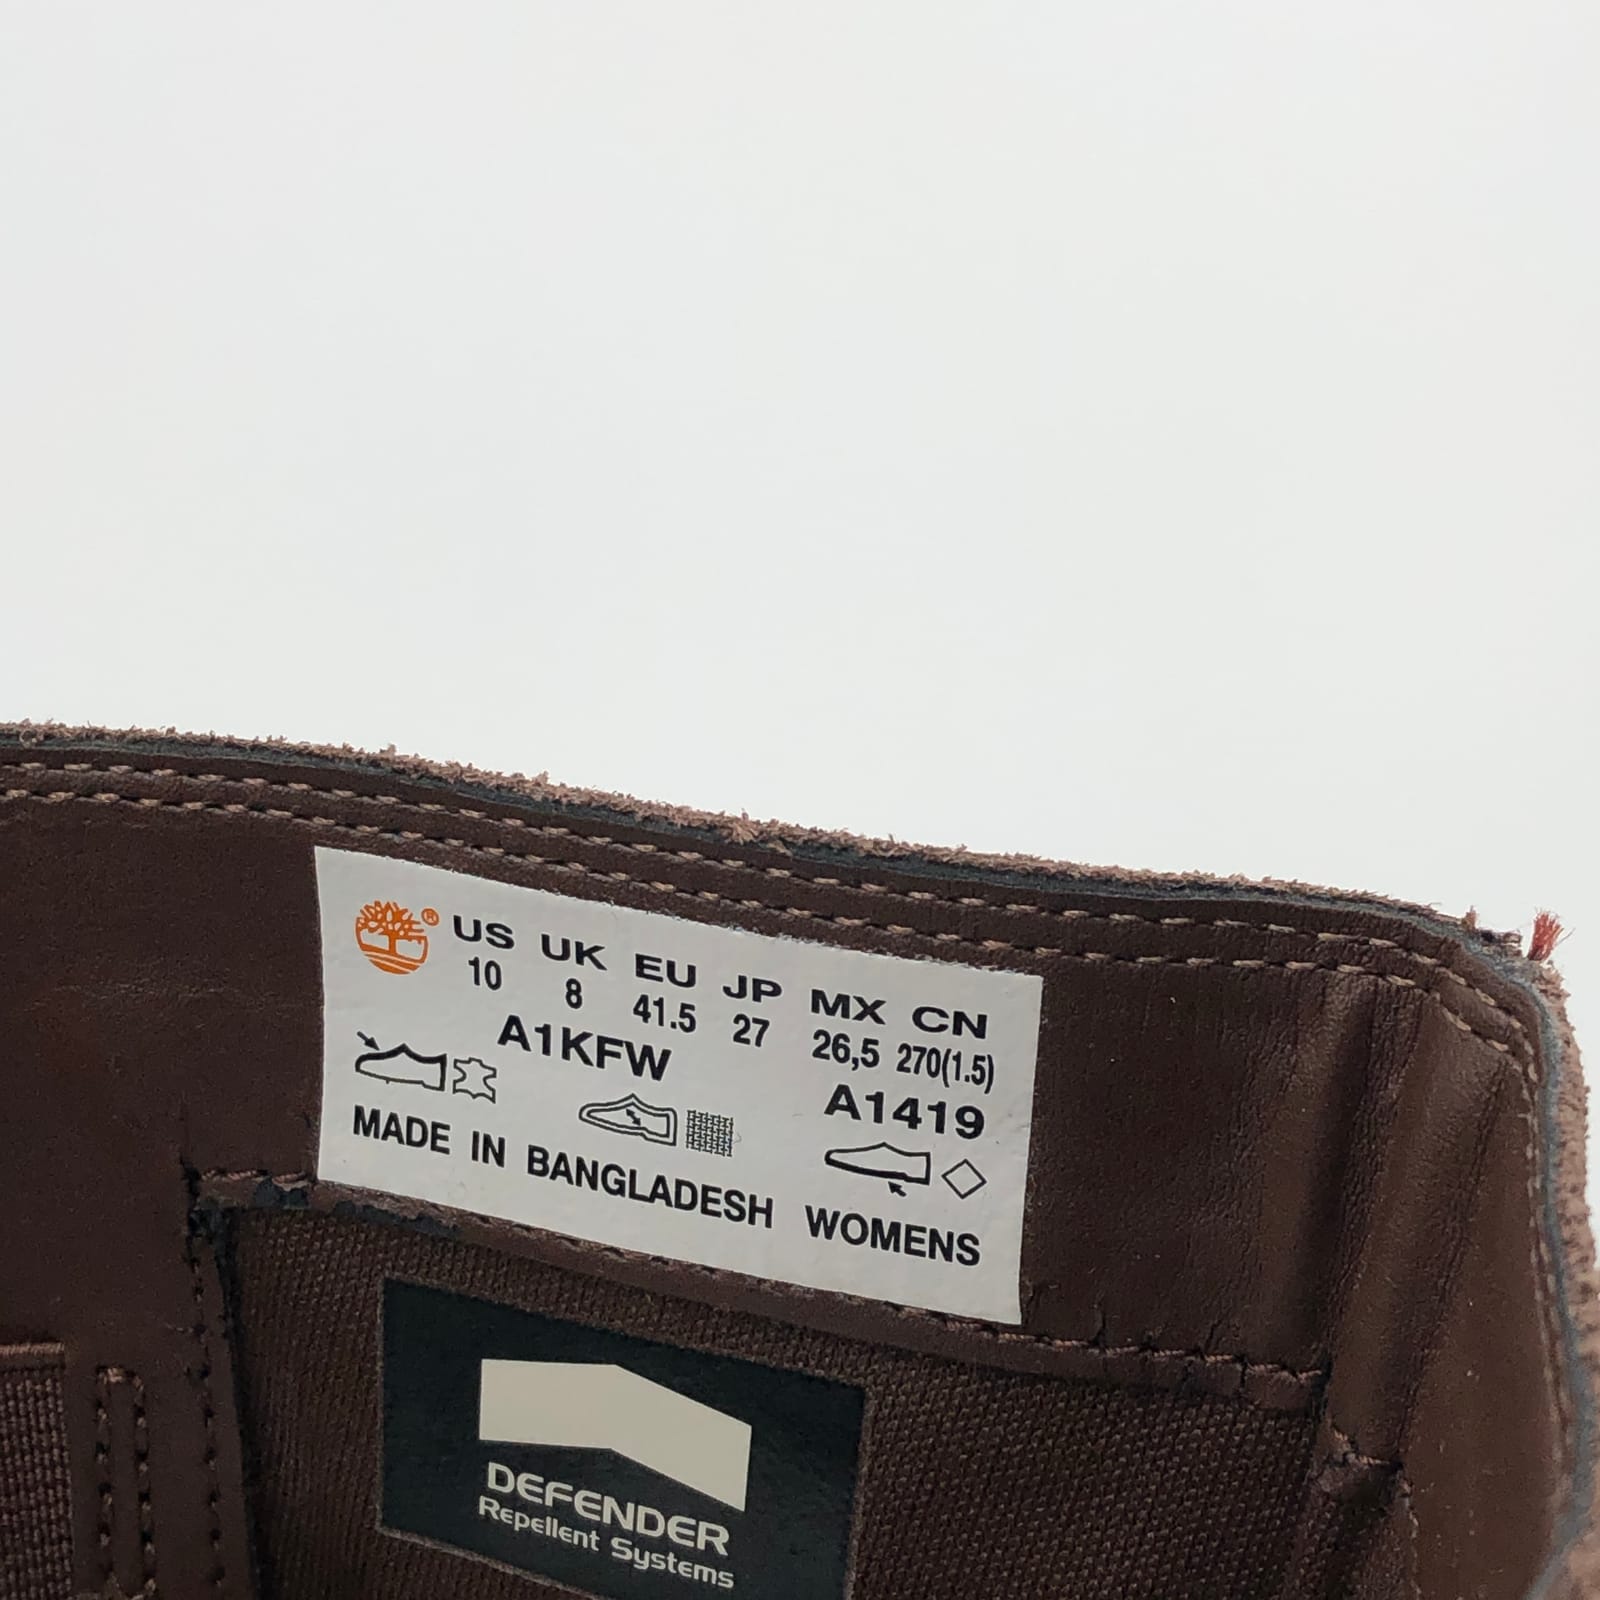 ® US UK EU JP MX CN
10 8 41.5 27 26,5 270(1.5)
A1KFW A1419
MADE IN BANGLADESH WOMENS
DEFENDER
Repellent Systems